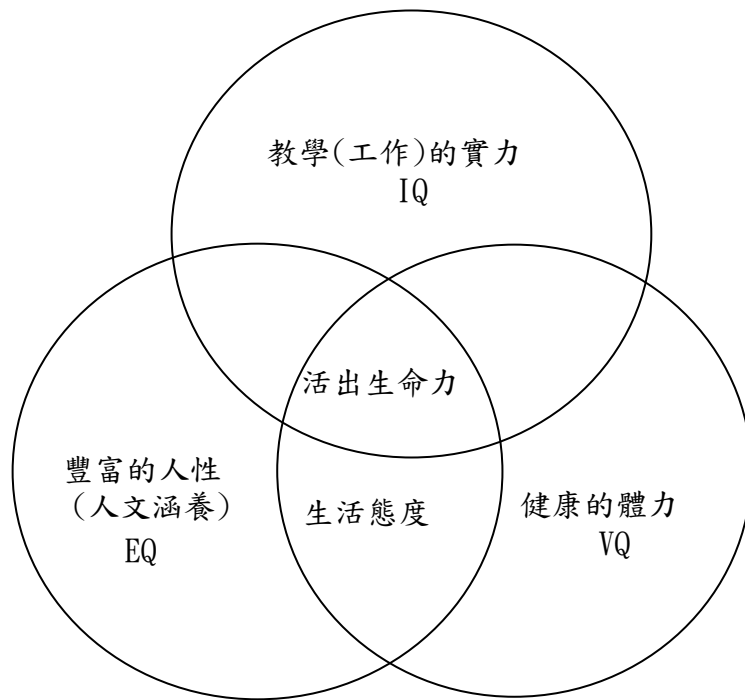 教學(工作)的實力
IQ
活出生命力
豐富的人性
(人文涵養)
EQ
生活態度
健康的體力
VQ